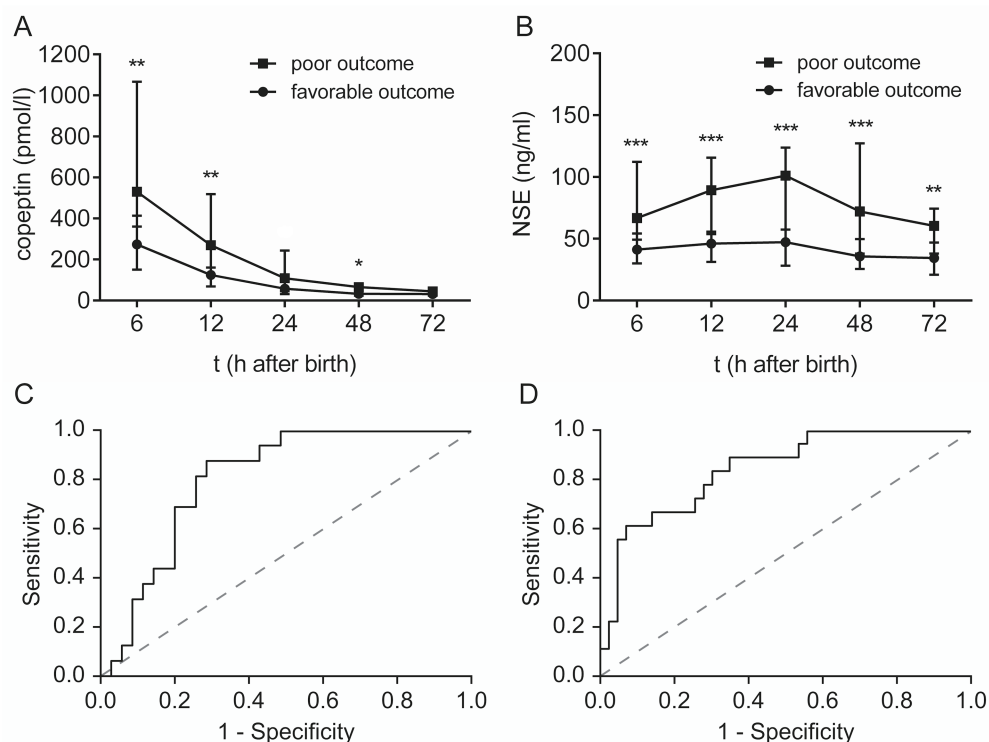 A
copeptin (pmol/l)
1200
1000
800
600
400
200
0
**
**
*
poor outcome
favorable outcome
6 12 24 48 72
t (h after birth)
B
NSE (ng/ml)
200
150
100
50
0
***
***
***
***
**
poor outcome
favorable outcome
6 12 24 48 72
t (h after birth)
C
Sensitivity
1.0
0.8
0.6
0.4
0.2
0.0
0.0 0.2 0.4 0.6 0.8 1.0
1 - Specificity
D
Sensitivity
1.0
0.8
0.6
0.4
0.2
0.0
0.0 0.2 0.4 0.6 0.8 1.0
1 - Specificity